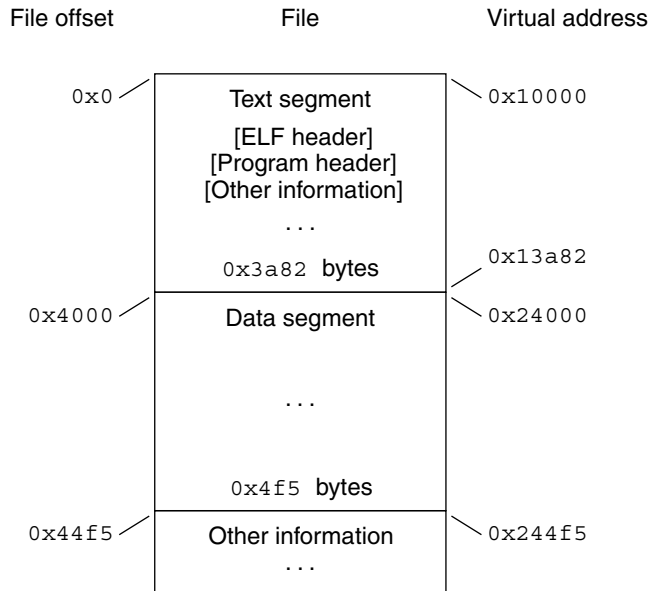 File offset File Virtual address
0x0 Text segment 0x10000
[ELF header]
[Program header]
[Other information]
...
0x13a82
0x3a82 bytes
0x4000 Data segment 0x24000
...
0x4f5 bytes
0x44f5 Other information 0x244f5
...